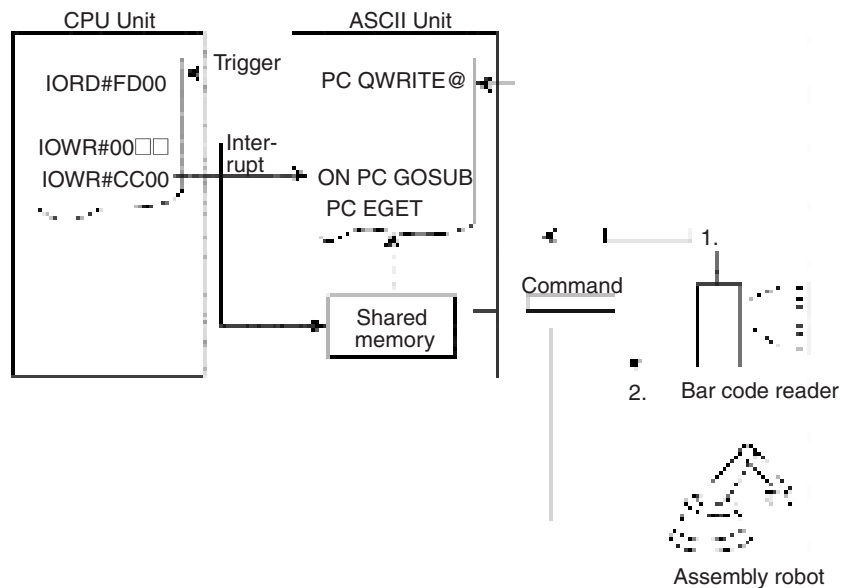 CPU Unit
ASCII Unit
IORD#FD00
Trigger
PC QWRITE@
IOWR#00□□
IOWR#CC00
Inter-
rupt
ON PC GOSUB
PC EGET
Shared
memory
Command
1.
2.
Bar code reader
Assembly robot